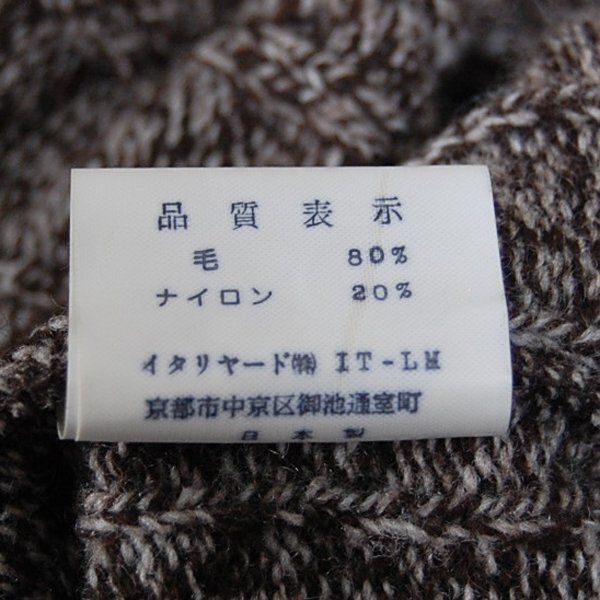 品質表示
毛 80%
ナイロン 20%
イタリヤード㈱ IT-LM
京都市中京区御池通室町
日本製